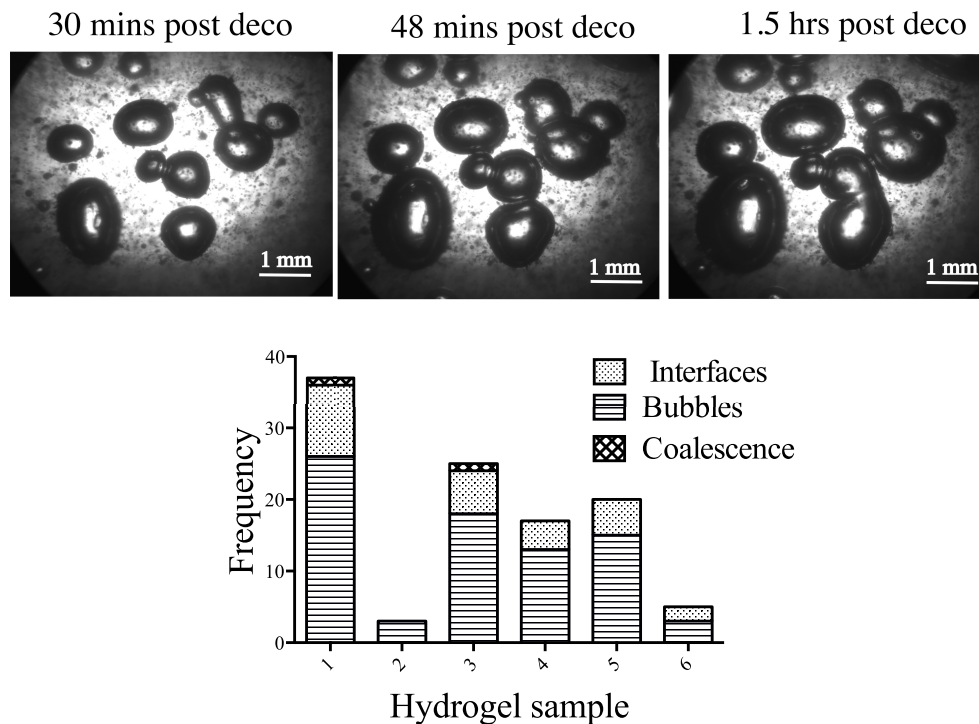 30 mins post deco
48 mins post deco
1.5 hrs post deco
1 mm
1 mm
1 mm
40
30
20
10
0
Frequency
Interfaces
Bubbles
Coalescence
1
2
3
4
5
6
Hydrogel sample